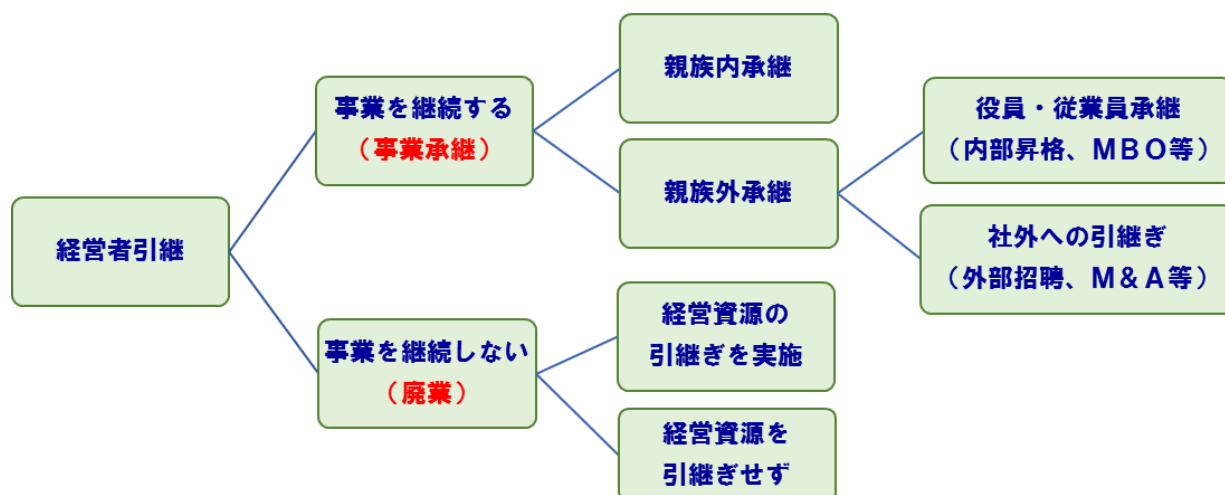 経営者引継
事業を継続する
（事業承継）
親族内承継
親族外承継
役員・従業員承継
（内部昇格、ＭＢＯ等）
社外への引継ぎ
（外部招聘、Ｍ＆Ａ等）
事業を継続しない
（廃業）
経営資源の
引継ぎを実施
経営資源を
引継ぎせず